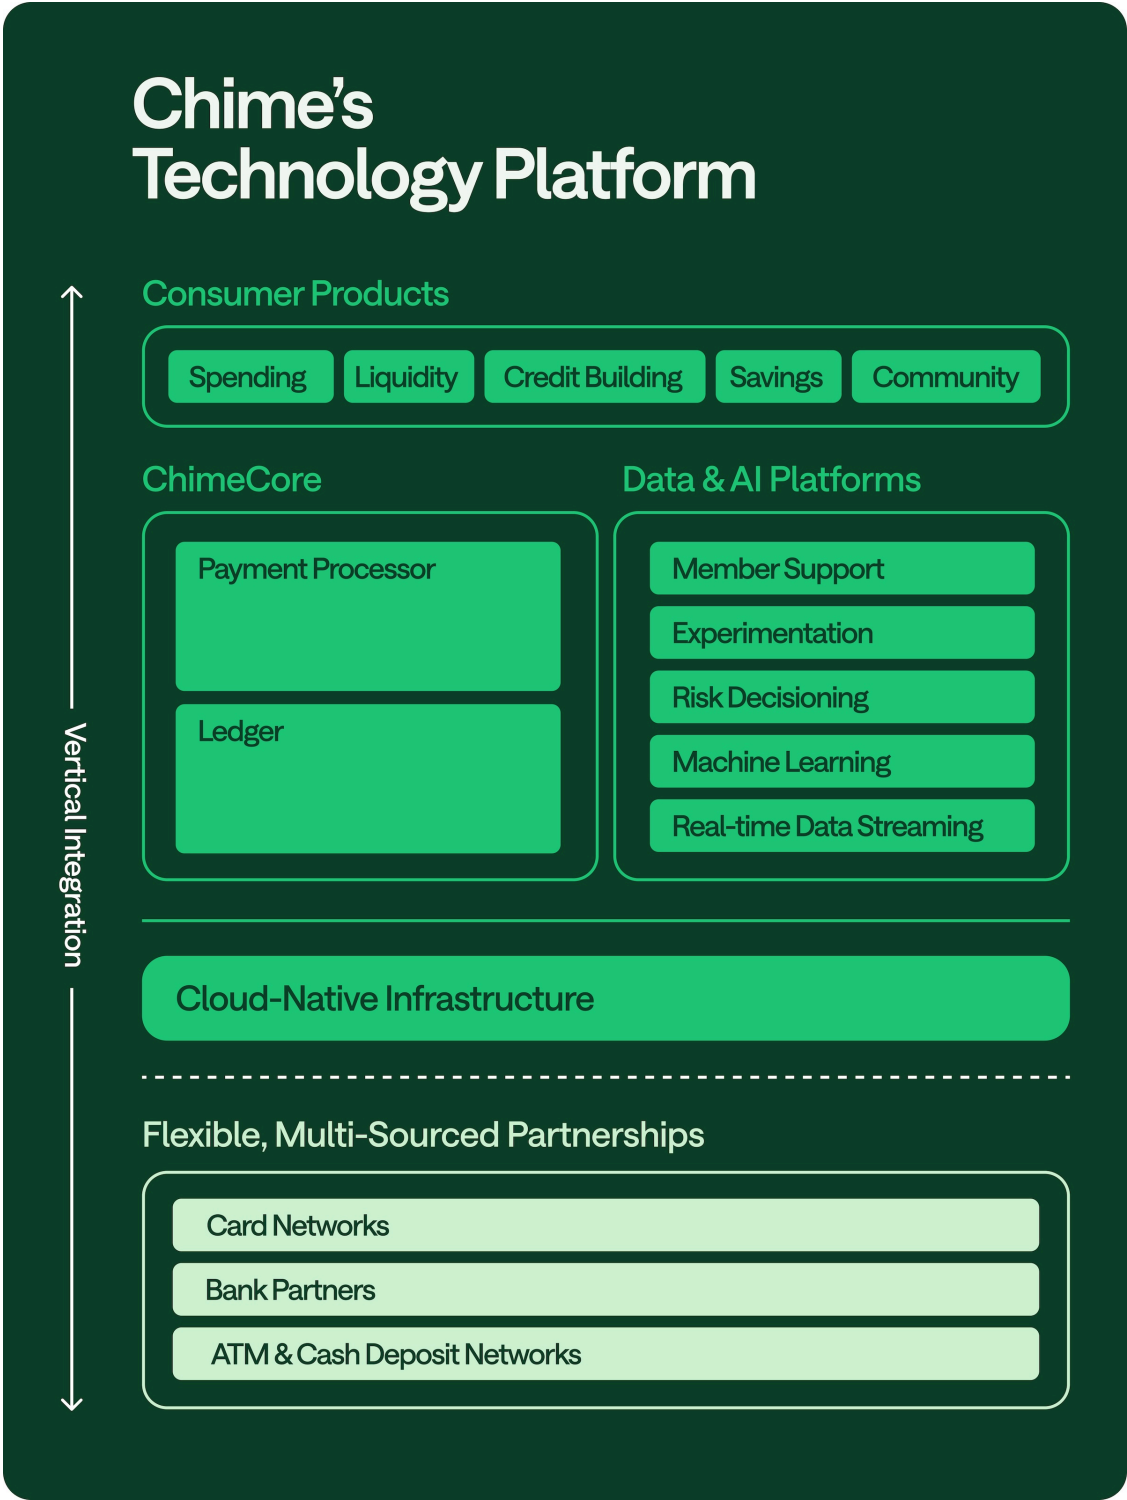 Chime’s
Technology Platform
Consumer Products
Spending
Liquidity
Credit Building
Savings
Community
ChimeCore
Payment Processor
Ledger
Data & AI Platforms
Member Support
Experimentation
Risk Decisioning
Machine Learning
Real-time Data Streaming
Vertical Integration
Cloud-Native Infrastructure
Flexible, Multi-Sourced Partnerships
Card Networks
Bank Partners
ATM & Cash Deposit Networks